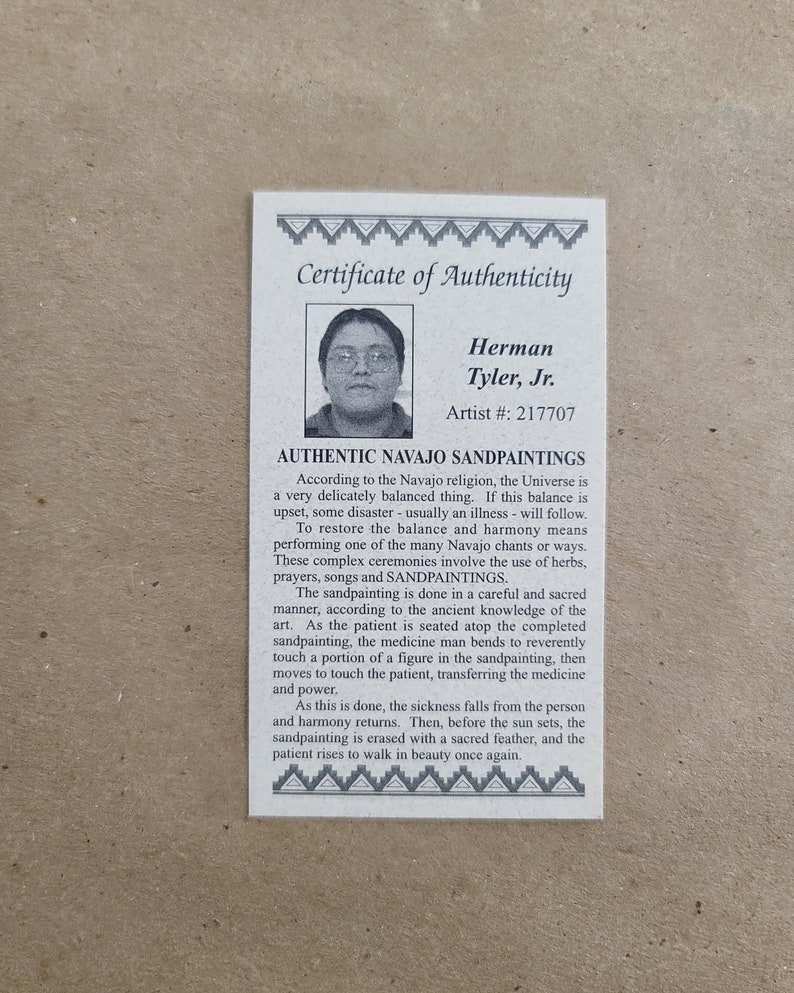 Certificate of Authenticity
Herman
Tyler, Jr.
Artist #: 217707
AUTHENTIC NAVAJO SANDPAINTINGS
According to the Navajo religion, the Universe is
a very delicately balanced thing. If this balance is
upset, some disaster - usually an illness - will follow.
To restore the balance and harmony means
performing one of the many Navajo chants or ways.
These complex ceremonies involve the use of herbs,
prayers, songs and SANDPAINTINGS.
The sandpainting is done in a careful and sacred
manner, according to the ancient knowledge of the
art. As the patient is seated atop the completed
sandpainting, the medicine man bends to reverently
touch a portion of a figure in the sandpainting, then
moves to touch the patient, transferring the medicine
and power.
As this is done, the sickness falls from the person
and harmony returns. Then, before the sun sets, the
sandpainting is erased with a sacred feather, and the
patient rises to walk in beauty once again.